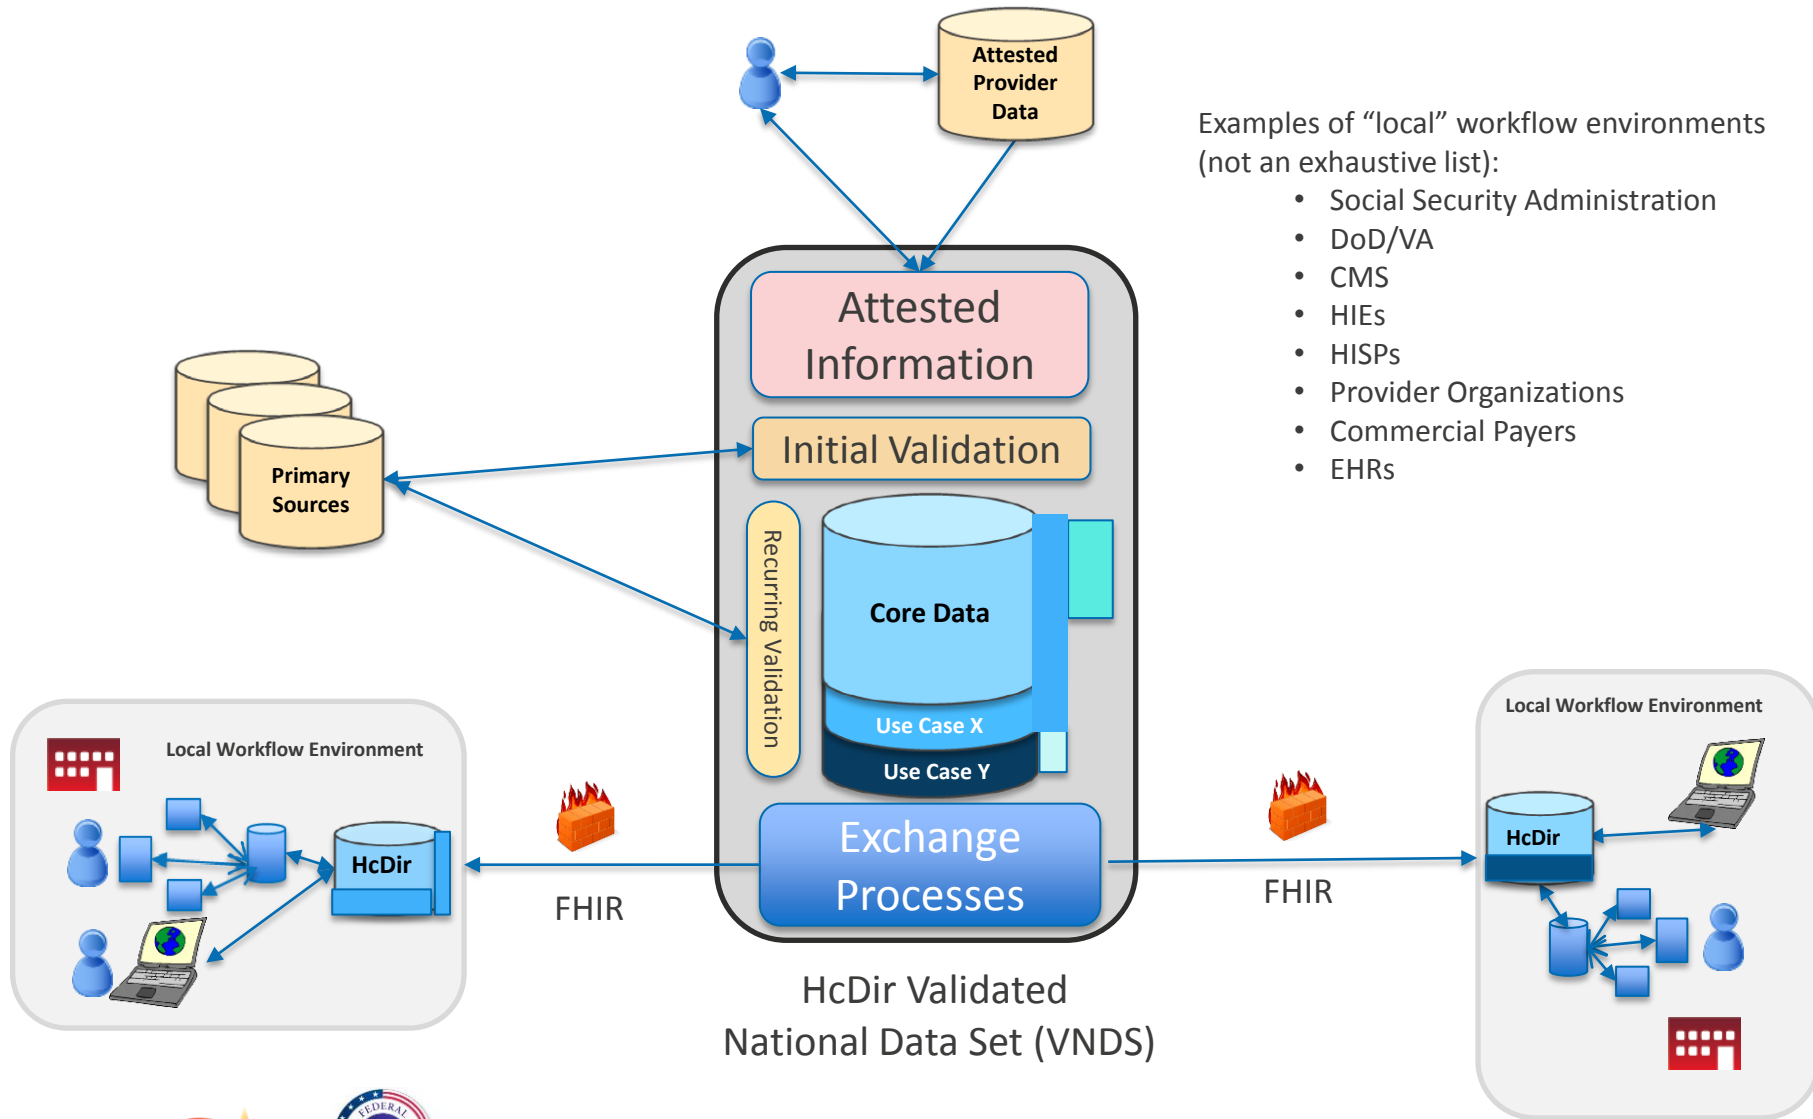 Attested
Provider
Data
Examples of “local” workflow environments
(not an exhaustive list):
• Social Security Administration
• DoD/VA
• CMS
• HIEs
• HISPs
• Provider Organizations
• Commercial Payers
• EHRs
Attested
Information
Initial Validation
Primary
Sources
Recurring Validation
Core Data
Use Case X
Use Case Y
Local Workflow Environment
HcDir
FHIR
Exchange
Processes
FHIR
Local Workflow Environment
HcDir
HcDir Validated
National Data Set (VNDS)
FEDERAL